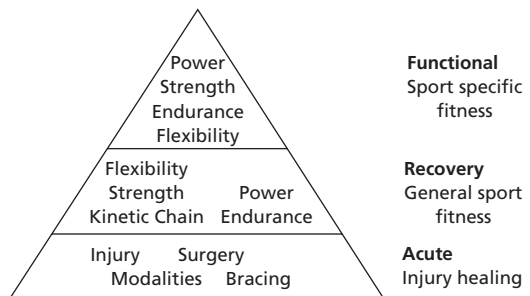 Power
Strength
Endurance
Flexibility
Functional
Sport specific
fitness
Flexibility
Strength Power
Kinetic Chain Endurance
Recovery
General sport
fitness
Injury Surgery
Modalities Bracing
Acute
Injury healing